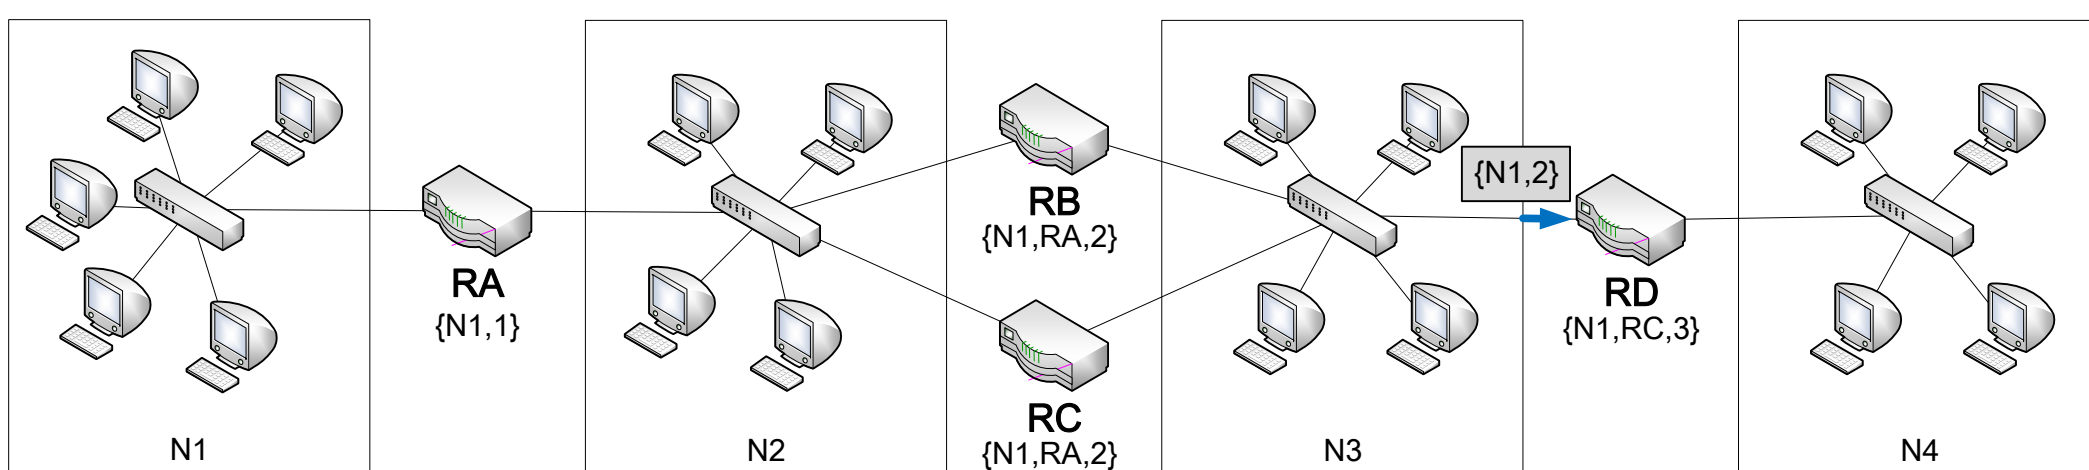 {N1,2}
RA
{N1,1}
RB
{N1,RA,2}
RC
{N1,RA,2}
RD
{N1,RC,3}
N1
N2
N3
N4